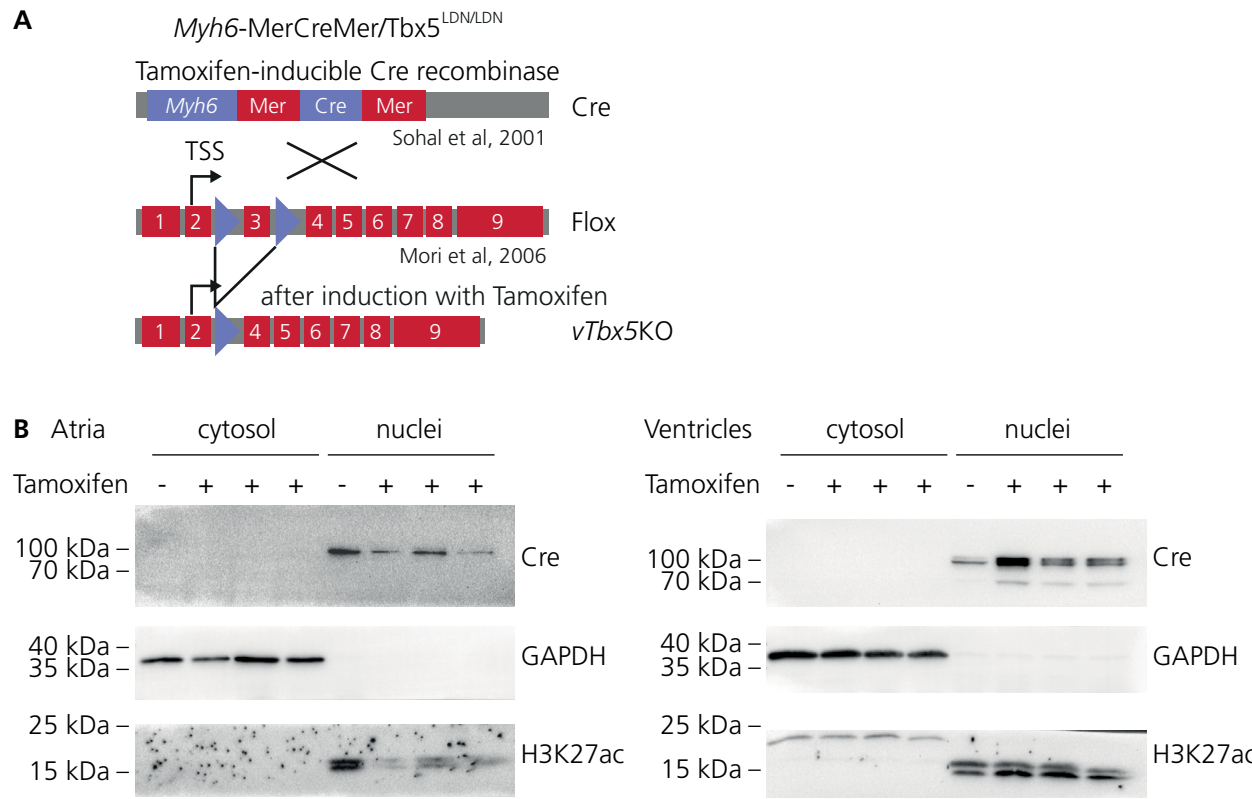 A
Myh6-MerCreMer/Tbx5LDN/LDN
Tamoxifen-inducible Cre recombinase
Myh6 Mer Cre Mer Cre
Sohal et al, 2001
TSS
1 2 3 4 5 6 7 8 9 Flox
Mori et al, 2006
after induction with Tamoxifen
1 2 4 5 6 7 8 9 vTbx5KO
B Atria cytosol nuclei
Tamoxifen - + + + - + + +
100 kDa –
70 kDa –
Cre
40 kDa –
35 kDa –
GAPDH
25 kDa –
15 kDa –
H3K27ac
Ventricles cytosol nuclei
Tamoxifen - + + + - + + +
100 kDa –
70 kDa –
Cre
40 kDa –
35 kDa –
GAPDH
25 kDa –
15 kDa –
H3K27ac